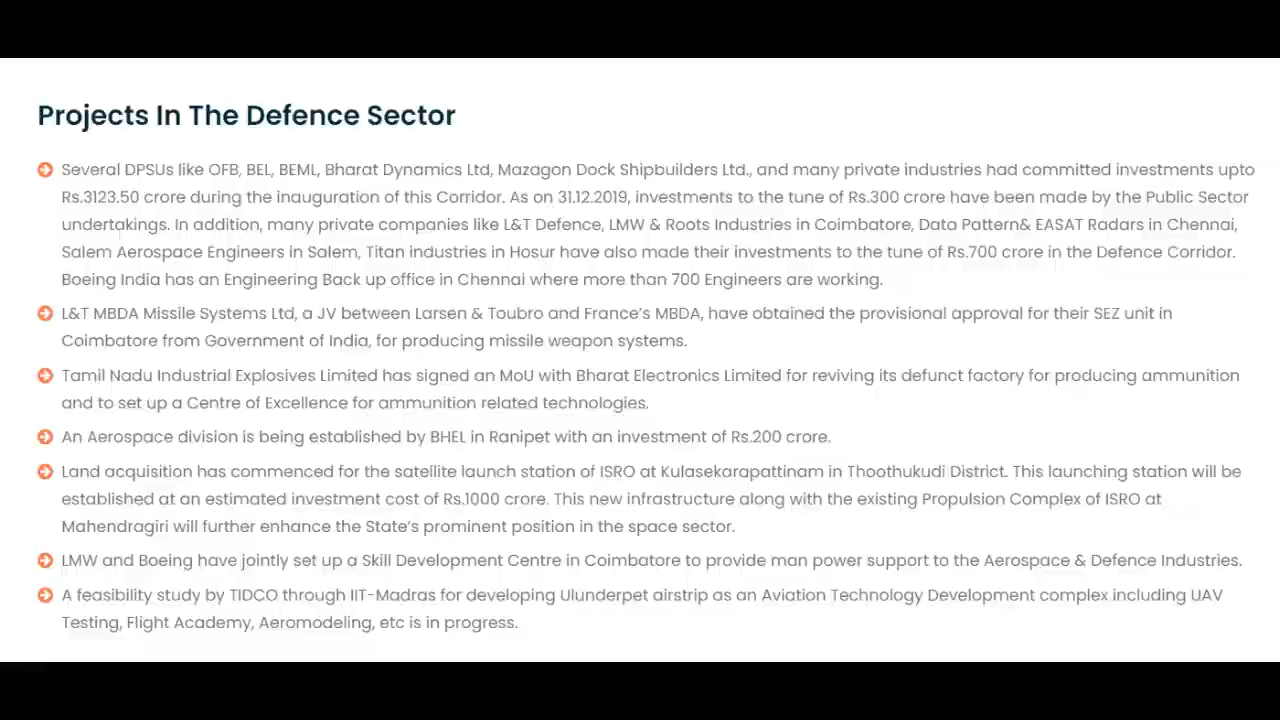 Projects In The Defence Sector
Several DPSUs like OFB, BEL, BEML, Bharat Dynamics Ltd, Mazagon Dock Shipbuilders Ltd., and many private industries had committed investments upto
Rs.3123.50 crore during the inauguration of this Corridor. As on 31.12.2019, investments to the tune of Rs.300 crore have been made by the Public Sector
undertakings. In addition, many private companies like L&T Defence, LMW & Roots Industries in Coimbatore, Data Pattern& EASAT Radars in Chennai,
Salem Aerospace Engineers in Salem, Titan industries in Hosur have also made their investments to the tune of Rs.700 crore in the Defence Corridor.
Boeing India has an Engineering Back up office in Chennai where more than 700 Engineers are working.
L&T MBDA Missile Systems Ltd, a JV between Larsen & Toubro and France's MBDA, have obtained the provisional approval for their SEZ unit in
Coimbatore from Government of India, for producing missile weapon systems.
Tamil Nadu Industrial Explosives Limited has signed an MoU with Bharat Electronics Limited for reviving its defunct factory for producing ammunition
and to set up a Centre of Excellence for ammunition related technologies.
An Aerospace division is being established by BHEL in Ranipet with an investment of Rs.200 crore.
Land acquisition has commenced for the satellite launch station of ISRO at Kulasekarapattinam in Thoothukudi District. This launching station will be
established at an estimated investment cost of Rs.1000 crore. This new infrastructure along with the existing Propulsion Complex of ISRO at
Mahendragiri will further enhance the State's prominent position in the space sector.
LMW and Boeing have jointly set up a Skill Development Centre in Coimbatore to provide man power support to the Aerospace & Defence Industries.
A feasibility study by TIDCO through IIT-Madras for developing Ulunderpet airstrip as an Aviation Technology Development complex including UAV
Testing, Flight Academy, Aeromodeling, etc is in progress.